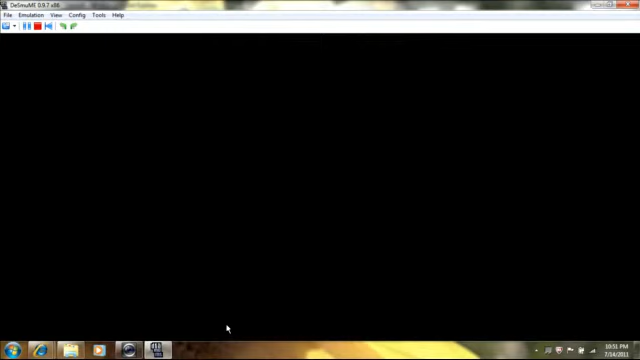 DeSmuME 0.9.7 x86
File Emulation View Config Tools Help
10:51 PM
7/14/2011